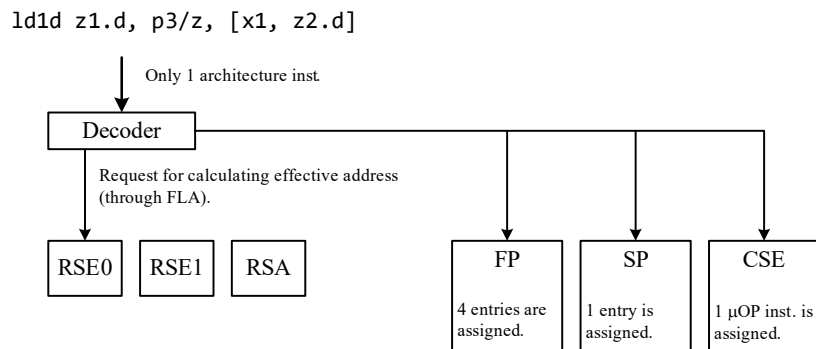 ld1d z1.d, p3/z, [x1, z2.d]
Only 1 architecture inst.
Decoder
Request for calculating effective address
(through FLA).
RSE0 RSE1 RSA
FP SP CSE
4 entries are
assigned.
1 entry is
assigned.
1 μOP inst. is
assigned.